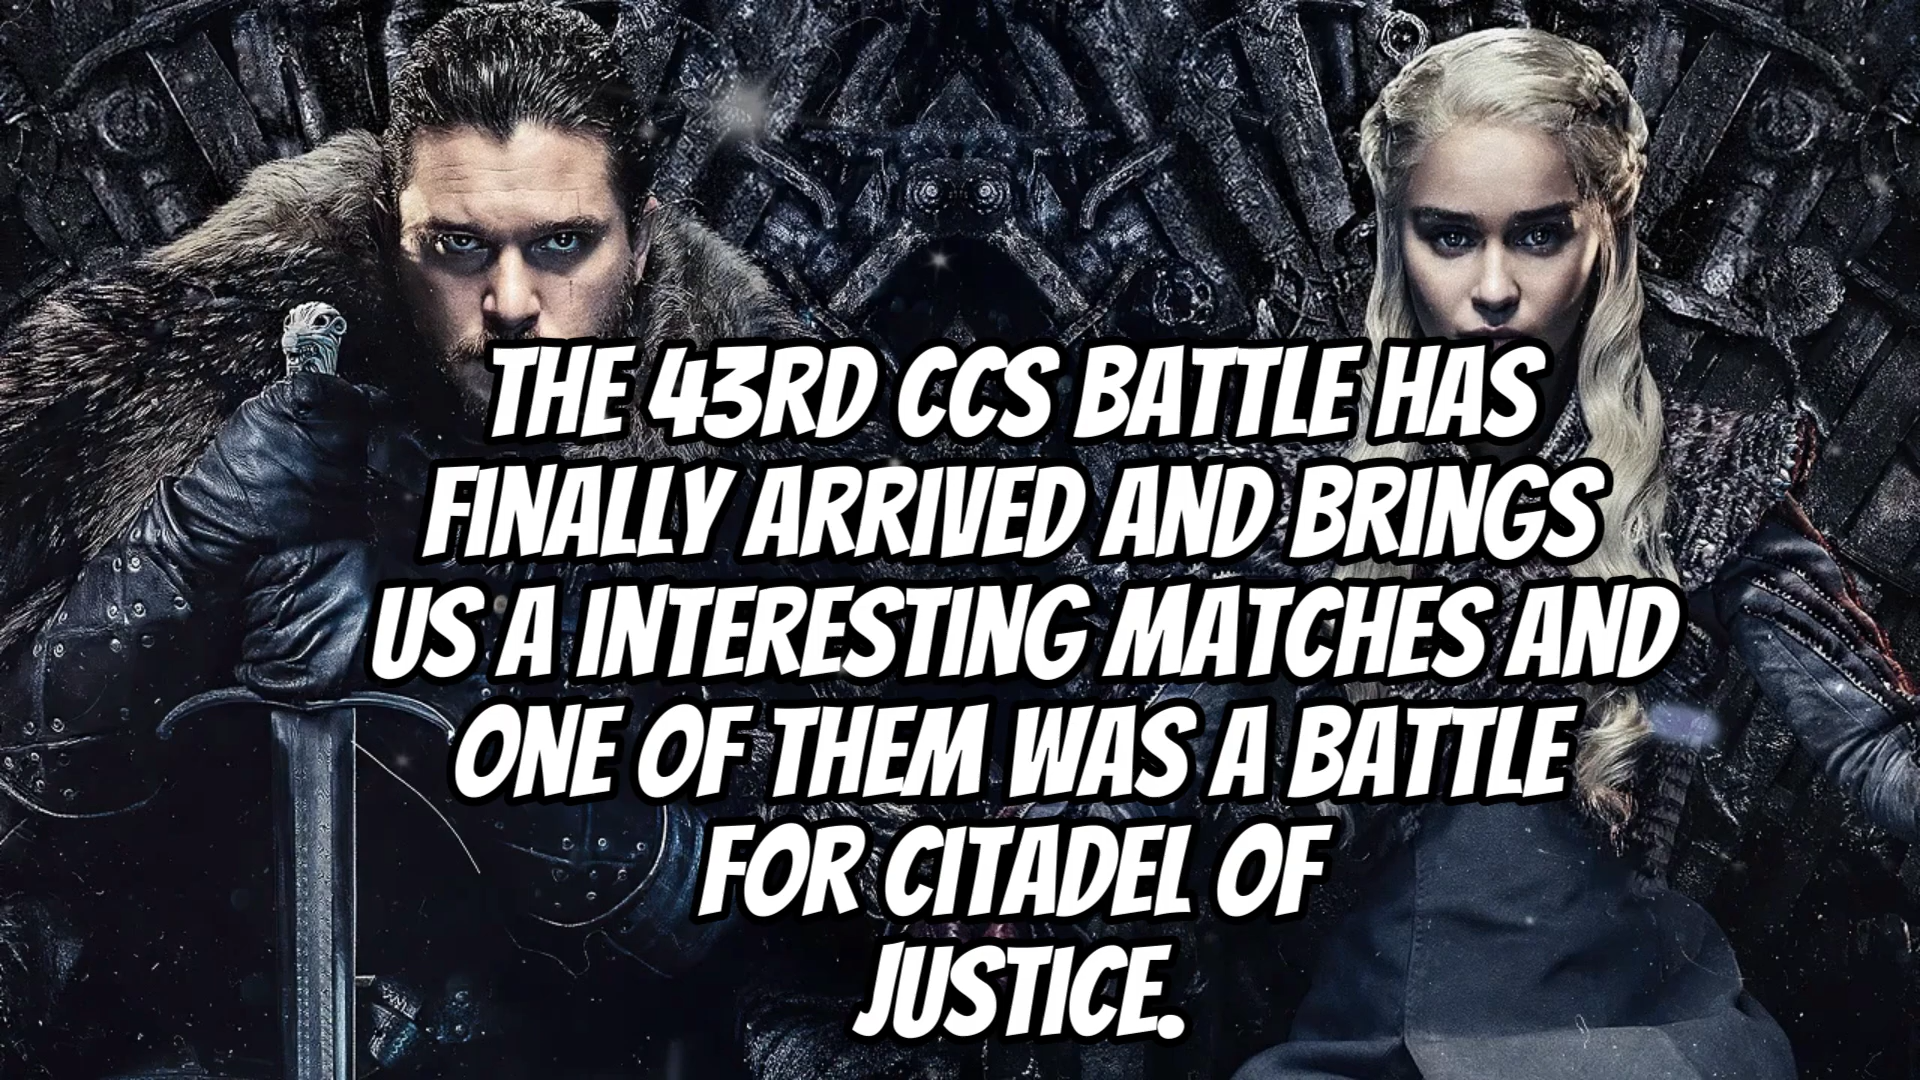 THE 43RD CCS BATTLE HAS
FINALLY ARRIVED AND BRINGS
US A INTERESTING MATCHES AND
ONE OF THEM WAS A BATTLE
FOR CITADEL OF
JUSTICE.